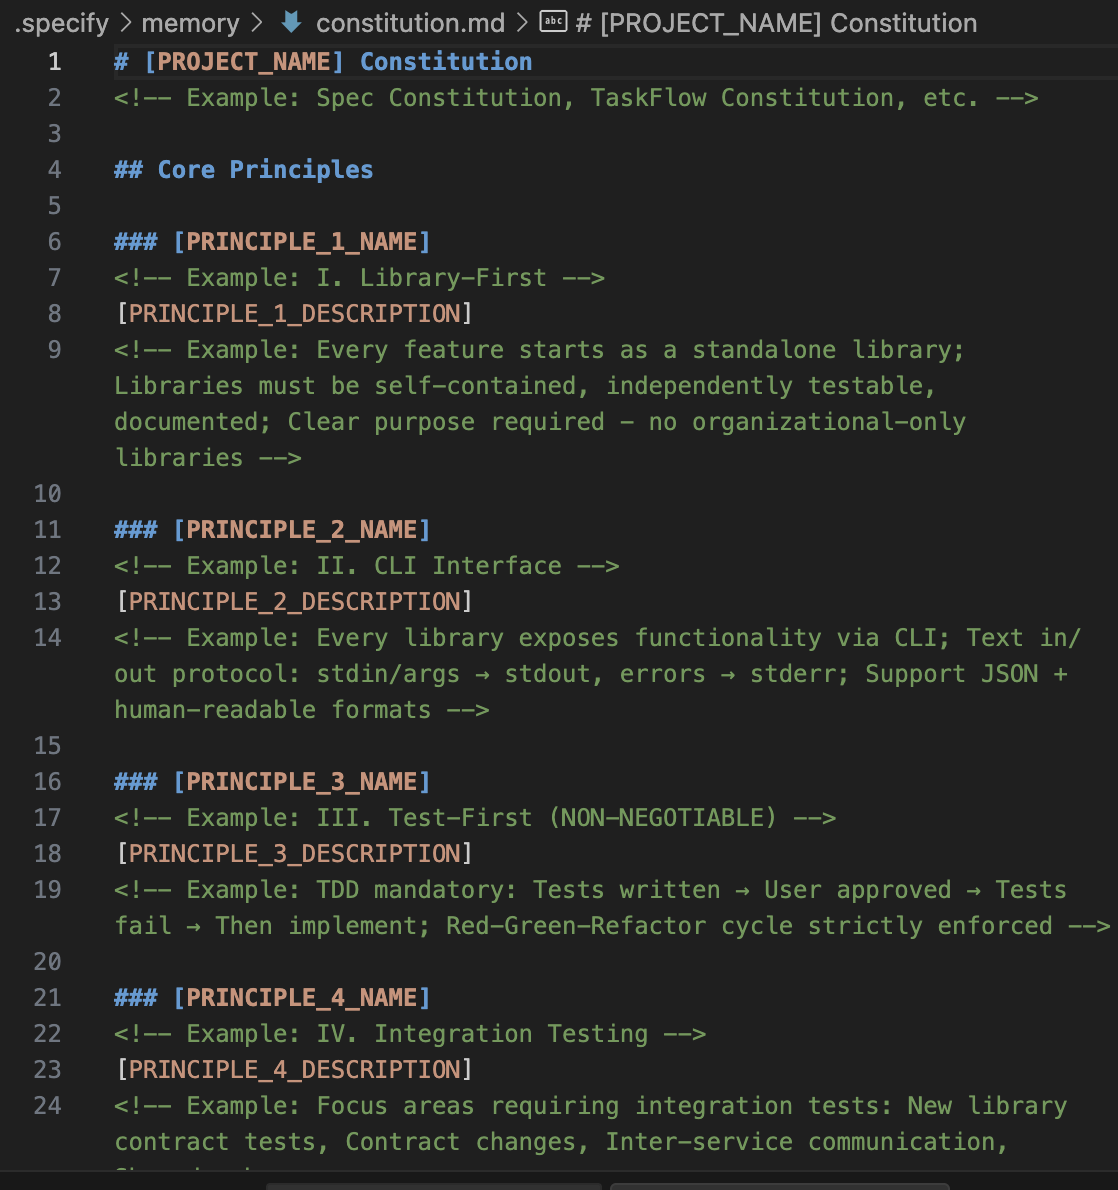 .specify > memory > constitution.md > abc # [PROJECT_NAME] Constitution
1 # [PROJECT_NAME] Constitution
2 <!-- Example: Spec Constitution, TaskFlow Constitution, etc. -->
3
4 ## Core Principles
5
6 ### [PRINCIPLE_1_NAME]
7 <!-- Example: I. Library-First -->
8 [PRINCIPLE_1_DESCRIPTION]
9 <!-- Example: Every feature starts as a standalone library;
Libraries must be self-contained, independently testable,
documented; Clear purpose required - no organizational-only
libraries -->
10
11 ### [PRINCIPLE_2_NAME]
12 <!-- Example: II. CLI Interface -->
13 [PRINCIPLE_2_DESCRIPTION]
14 <!-- Example: Every library exposes functionality via CLI; Text in/
out protocol: stdin/args → stdout, errors → stderr; Support JSON +
human-readable formats -->
15
16 ### [PRINCIPLE_3_NAME]
17 <!-- Example: III. Test-First (NON-NEGOTIABLE) -->
18 [PRINCIPLE_3_DESCRIPTION]
19 <!-- Example: TDD mandatory: Tests written → User approved → Tests
fail → Then implement; Red-Green-Refactor cycle strictly enforced -->
20
21 ### [PRINCIPLE_4_NAME]
22 <!-- Example: IV. Integration Testing -->
23 [PRINCIPLE_4_DESCRIPTION]
24 <!-- Example: Focus areas requiring integration tests: New library
contract tests, Contract changes, Inter-service communication,